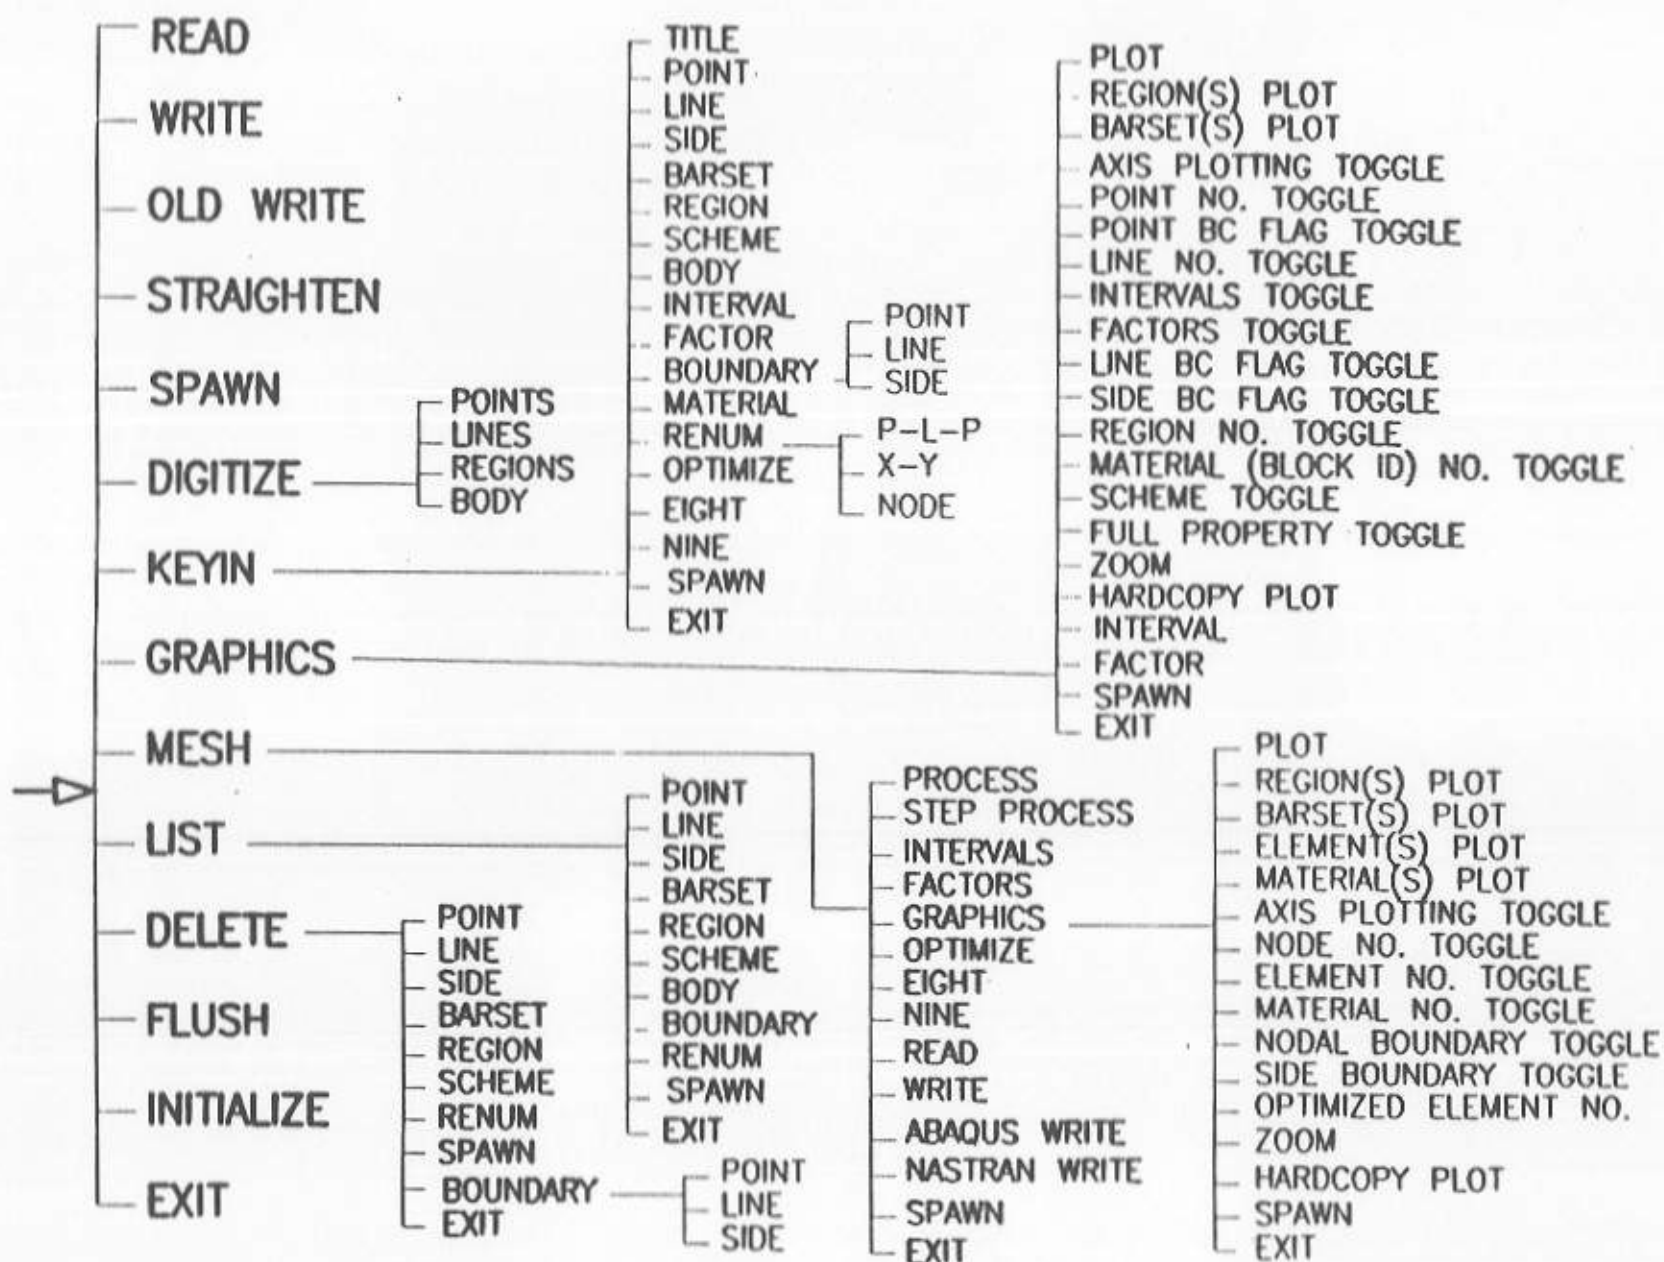 READ
WRITE
OLD WRITE
STRAIGHTEN
SPAWN
DIGITIZE
KEYIN
GRAPHICS
MESH
LIST
DELETE
FLUSH
INITIALIZE
EXIT
POINTS
LINES
REGIONS
BODY
TITLE
POINT
LINE
SIDE
BARSET
REGION
SCHEME
BODY
INTERVAL
FACTOR
BOUNDARY
MATERIAL
RENUM
OPTIMIZE
EIGHT
NINE
SPAWN
EXIT
POINT
LINE
SIDE
P-L-P
X-Y
NODE
PLOT
REGION(S) PLOT
BARSET(S) PLOT
AXIS PLOTTING TOGGLE
POINT NO. TOGGLE
POINT BC FLAG TOGGLE
LINE NO. TOGGLE
INTERVALS TOGGLE
FACTORS TOGGLE
LINE BC FLAG TOGGLE
SIDE BC FLAG TOGGLE
REGION NO. TOGGLE
MATERIAL (BLOCK ID) NO. TOGGLE
SCHEME TOGGLE
FULL PROPERTY TOGGLE
ZOOM
HARDCOPY PLOT
INTERVAL
FACTOR
SPAWN
EXIT
PROCESS
STEP PROCESS
INTERVALS
FACTORS
GRAPHICS
OPTIMIZE
EIGHT
NINE
READ
WRITE
ABAQUS WRITE
NASTRAN WRITE
SPAWN
EXIT
PLOT
REGION(S) PLOT
BARSET(S) PLOT
ELEMENT(S) PLOT
MATERIAL(S) PLOT
AXIS PLOTTING TOGGLE
NODE NO. TOGGLE
ELEMENT NO. TOGGLE
MATERIAL NO. TOGGLE
NODAL BOUNDARY TOGGLE
SIDE BOUNDARY TOGGLE
OPTIMIZED ELEMENT NO.
ZOOM
HARDCOPY PLOT
SPAWN
EXIT
POINT
LINE
SIDE
BARSET
REGION
SCHEME
BODY
BOUNDARY
RENUM
SPAWN
EXIT
POINT
LINE
SIDE
BARSET
REGION
SCHEME
RENUM
SPAWN
BOUNDARY
EXIT
POINT
LINE
SIDE